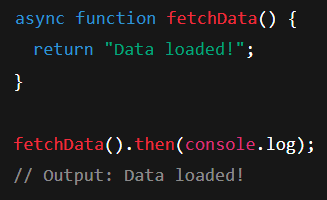 async function fetchData() {
  return "Data loaded!";
}

fetchData().then(console.log);
// Output: Data loaded!